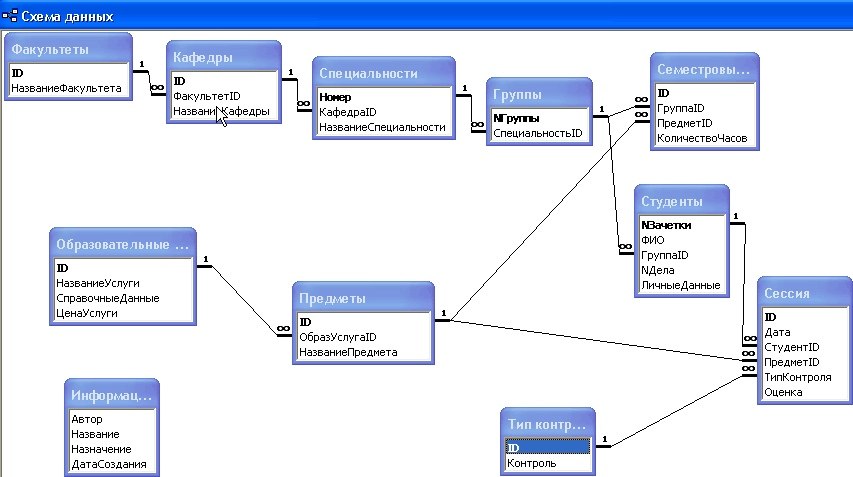 Схема данных
Факультеты
ID
НазваниеФакультета
1
∞
Кафедры
ID
ФакультетID
НазваниеКафедры
1
∞
Специальности
Номер
КафедраID
НазваниеСпециальности
1
∞
Группы
NГруппы
СпециальностьID
1
∞
∞
Семестровы...
ID
ГруппаID
ПредметID
КоличествоЧасов
Студенты
NЗачетки
ФИО
ГруппаID
NДела
ЛичныеДанные
1
∞
Образовательные ...
ID
НазваниеУслуги
СправочныеДанные
ЦенаУслуги
1
∞
Предметы
ID
ОбразУслугаID
НазваниеПредмета
1
Сессия
ID
Дата
СтудентID
ПредметID
ТипКонтроля
Оценка
∞
∞
∞
Информац...
Автор
Название
Назначение
ДатаСоздания
Тип контр...
ID
Контроль
1